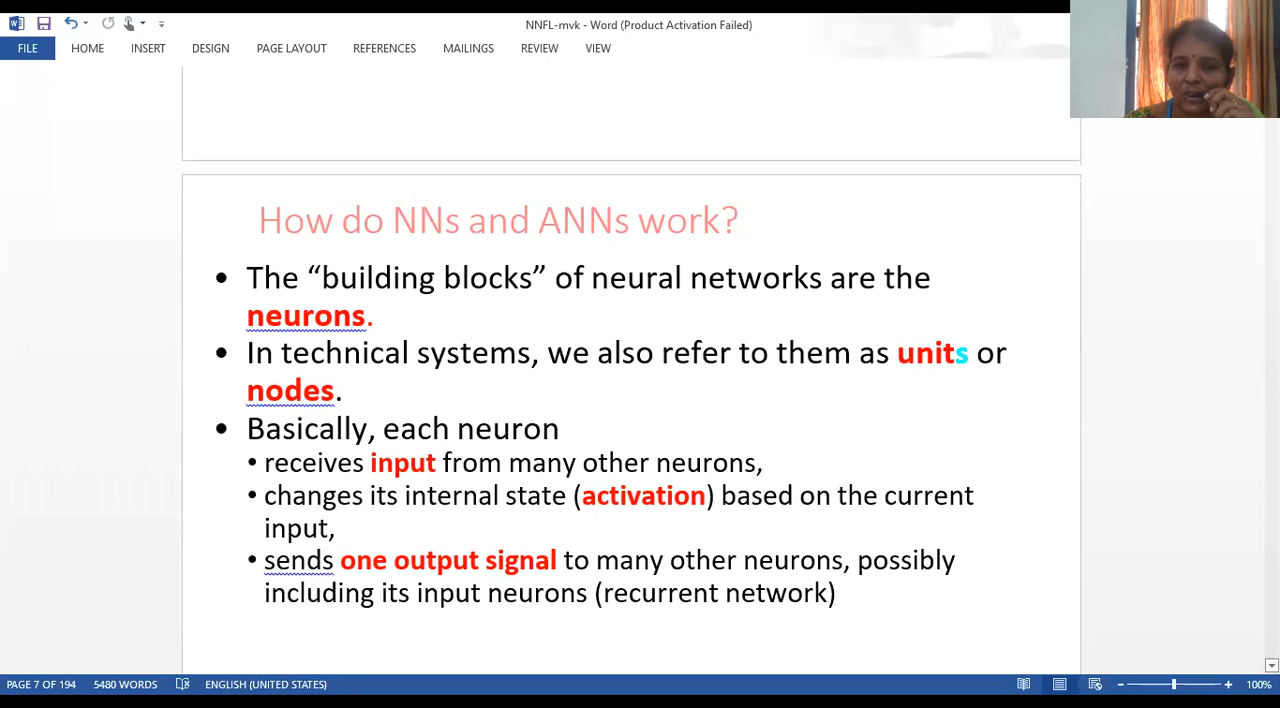 NNFL-mvk - Word (Product Activation Failed)
FILE HOME INSERT DESIGN PAGE LAYOUT REFERENCES MAILINGS REVIEW VIEW
How do NNs and ANNs work?
• The “building blocks” of neural networks are the
neurons.
• In technical systems, we also refer to them as units or
nodes.
• Basically, each neuron
• receives input from many other neurons,
• changes its internal state (activation) based on the current
input,
• sends one output signal to many other neurons, possibly
including its input neurons (recurrent network)
PAGE 7 OF 194 5480 WORDS ENGLISH (UNITED STATES) 100%